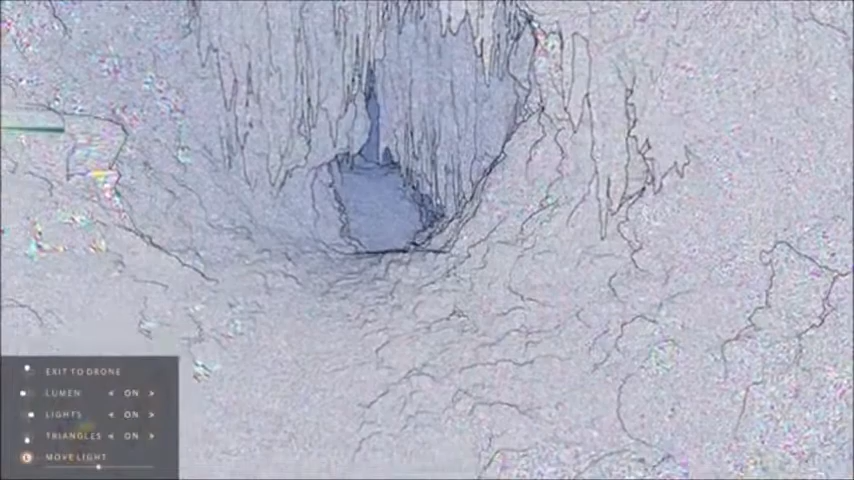 EXIT TO DRONE
LUMEN < ON >
LIGHTS < ON >
TRIANGLES < ON >
MOVE LIGHT